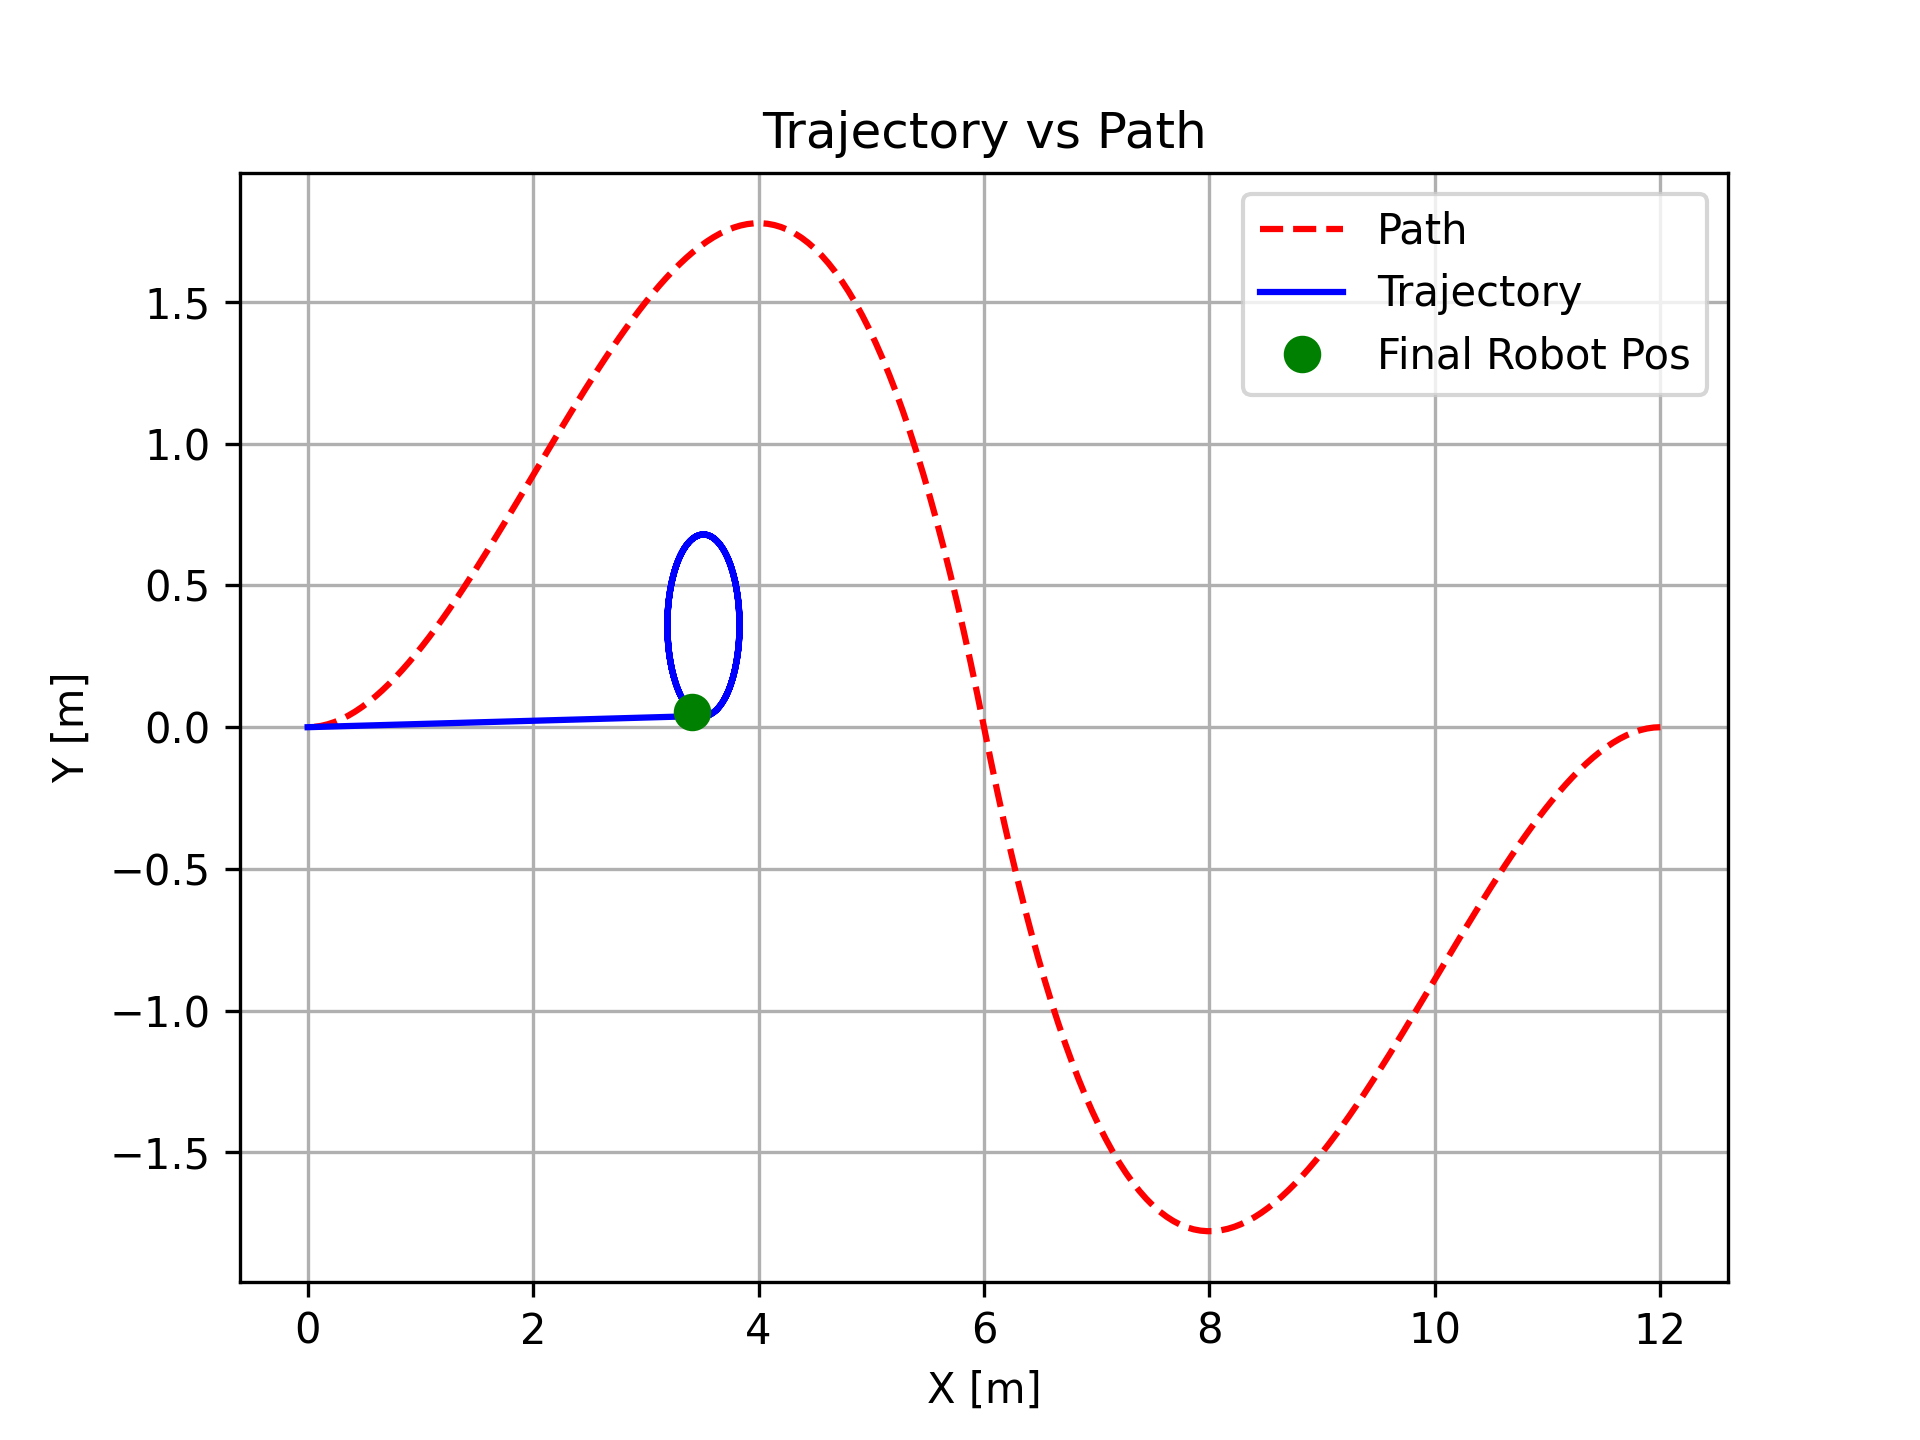 Trajectory vs Path
Path
Trajectory
Final Robot Pos
1.5
1.0
0.5
0.0
−0.5
−1.0
−1.5
Y [m]
0 2 4 6 8 10 12
X [m]